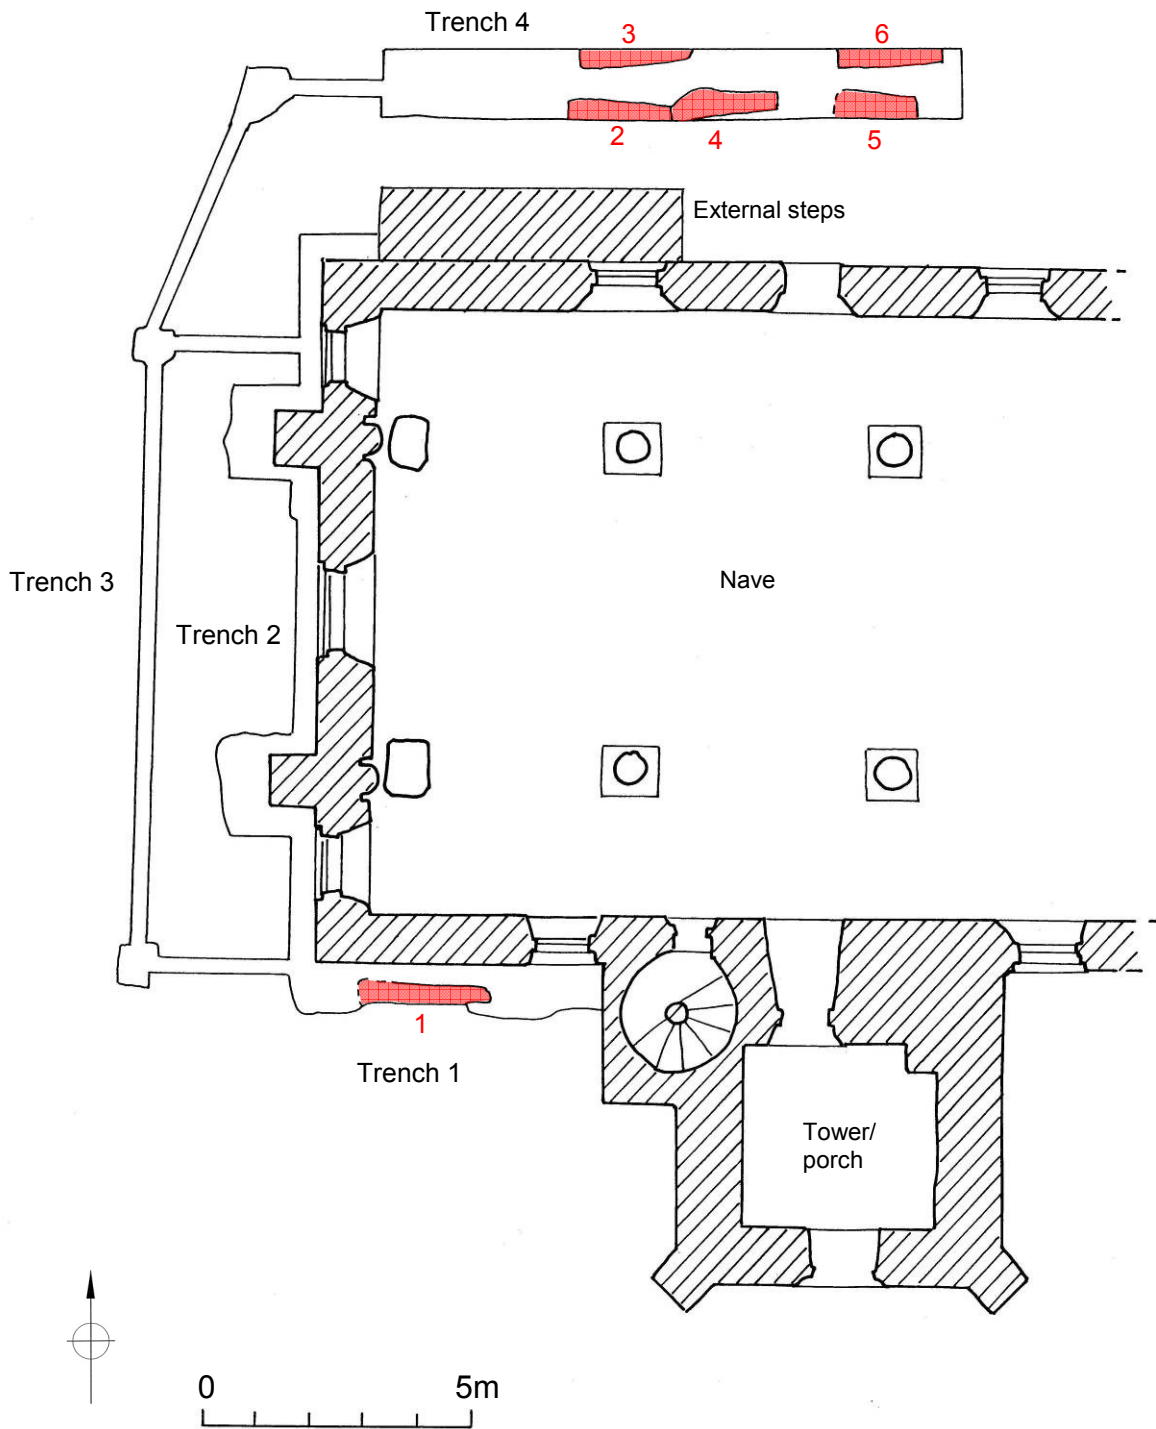 Trench 4
3
6
2
4
5
External steps
Nave
Trench 3
Trench 2
1
Trench 1
Tower/
porch
0
5m